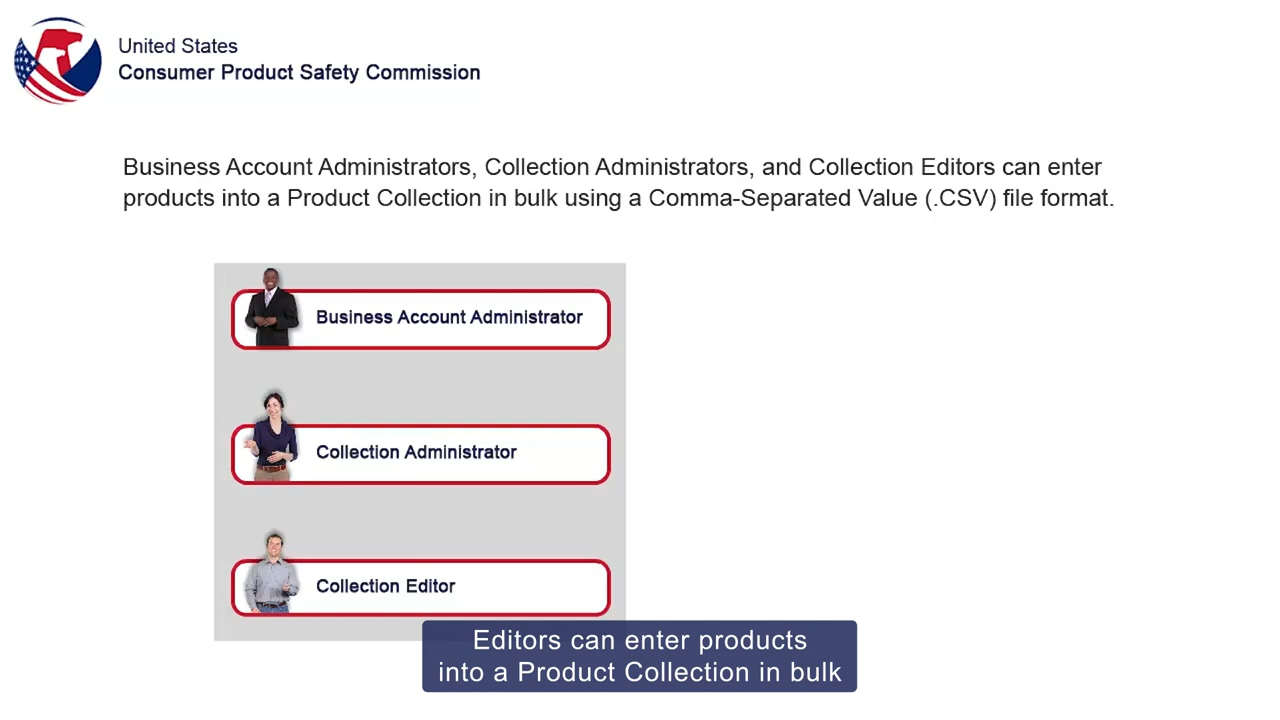 United States
Consumer Product Safety Commission
Business Account Administrators, Collection Administrators, and Collection Editors can enter
products into a Product Collection in bulk using a Comma-Separated Value (.CSV) file format.
Business Account Administrator
Collection Administrator
Collection Editor
Editors can enter products
into a Product Collection in bulk